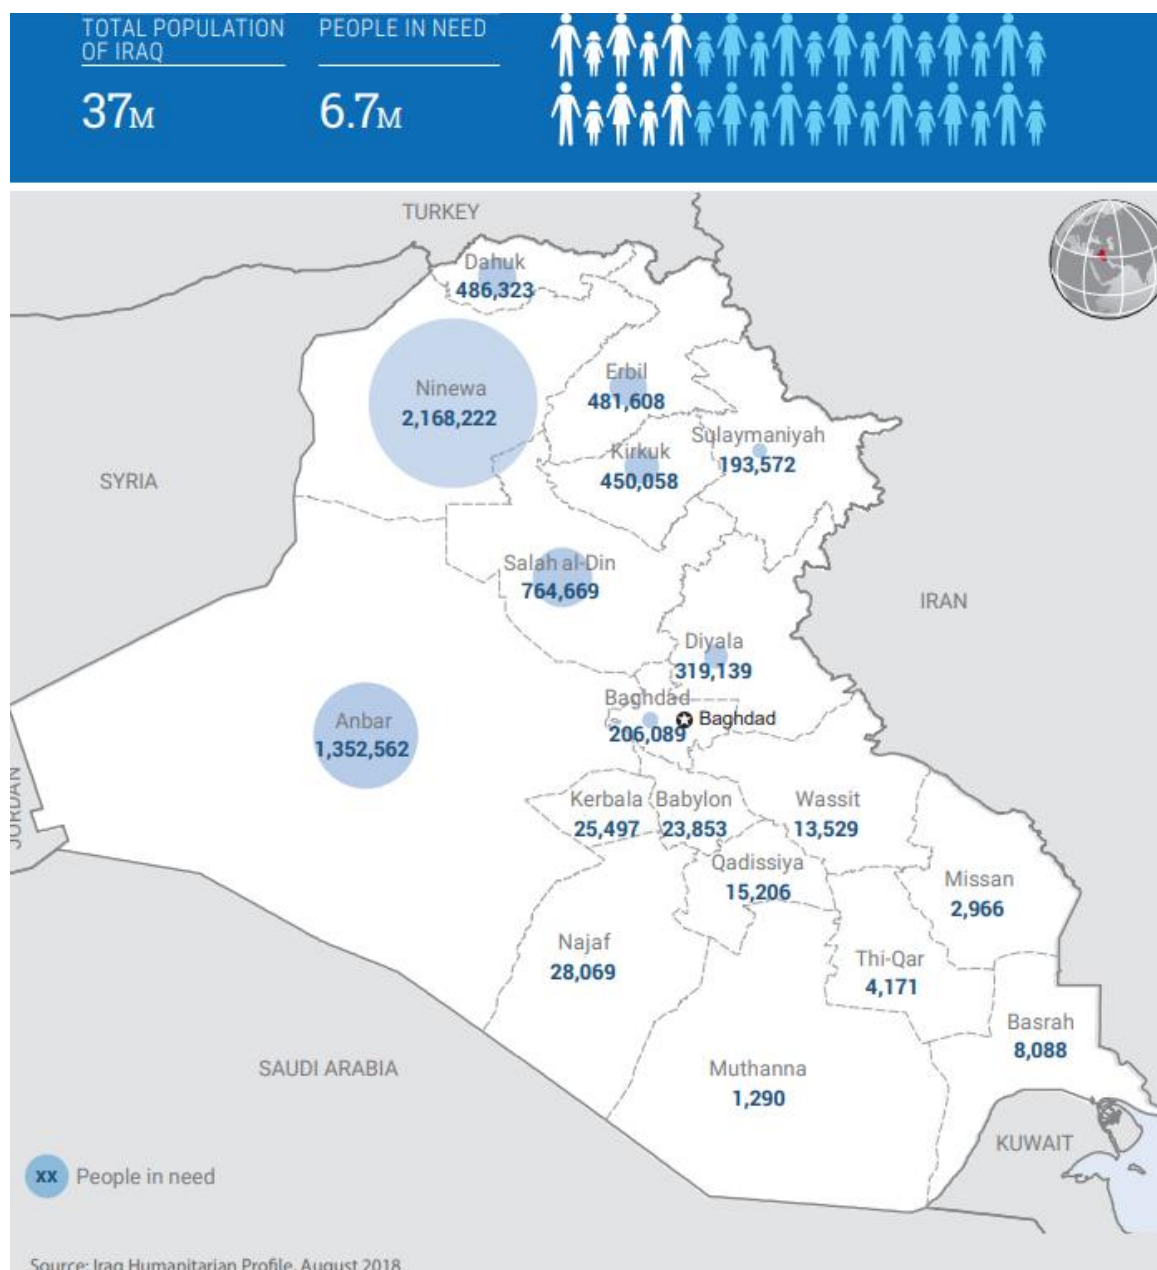 TOTAL POPULATION
OF IRAQ
PEOPLE IN NEED
37M
6.7M
TURKEY
Dahuk
486,323
Ninewa
2,168,222
Erbil
481,608
Sulaymaniyah
193,572
Kirkuk
450,058
SYRIA
Salah al-Din
764,669
IRAN
Diyala
319,139
Baghdad
206,089
Baghdad
Anbar
1,352,562
JORDAN
Kerbala
25,497
Babylon
23,853
Wassit
13,529
Qadissiya
15,206
Missan
2,966
Najaf
28,069
Thi-Qar
4,171
Basrah
8,088
SAUDI ARABIA
Muthanna
1,290
KUWAIT
xx People in need
Source: Iraq Humanitarian Profile, August 2018